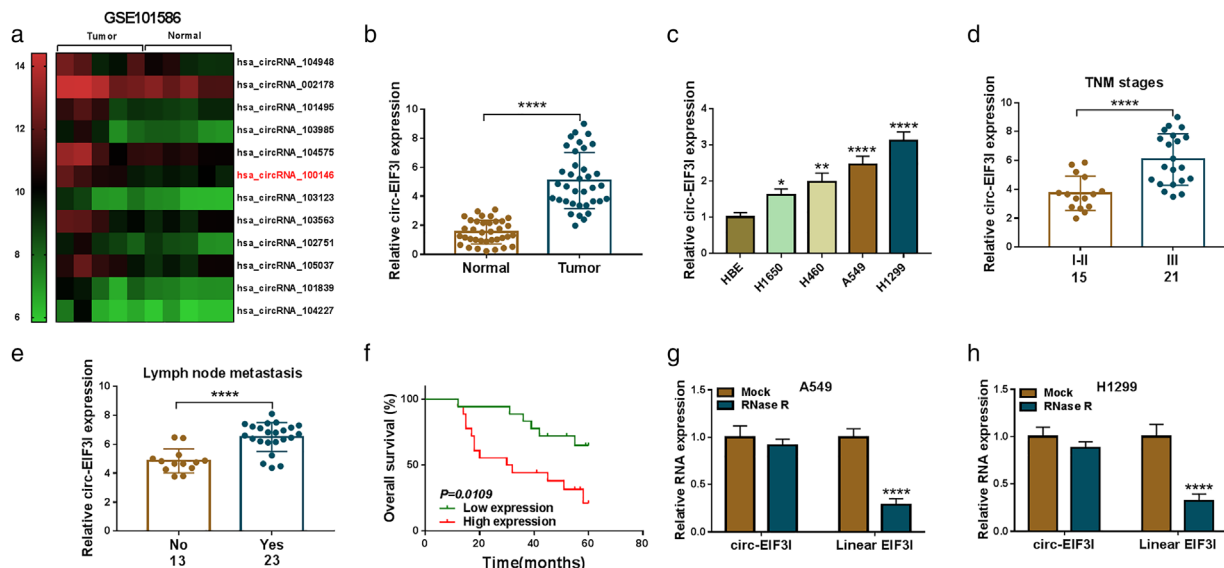 a
GSE101586
Tumor Normal
14
12
10
8
6
hsa_circRNA_104948
hsa_circRNA_002178
hsa_circRNA_101495
hsa_circRNA_103985
hsa_circRNA_104575
hsa_circRNA_100146
hsa_circRNA_103123
hsa_circRNA_103563
hsa_circRNA_102751
hsa_circRNA_105037
hsa_circRNA_101839
hsa_circRNA_104227
b
Relative circ-EIF3I expression
10
8
6
4
2
0
****
Normal Tumor
c
Relative circ-EIF3I expression
4
3
2
1
0
* ** **** ****
HBE H1650 H460 A549 H1299
d
TNM stages
Relative circ-EIF3I expression
10
8
6
4
2
0
****
I-II III
15 21
e
Lymph node metastasis
Relative circ-EIF3I expression
10
8
6
4
2
0
****
No Yes
13 23
f
Overall survival (%)
100
50
0
P=0.0109
Low expression
High expression
0 20 40 60 80
Time(months)
g
A549
Mock
RNase R
Relative RNA expression
1.5
1.0
0.5
0.0
****
circ-EIF3I Linear EIF3I
h
H1299
Mock
RNase R
Relative RNA expression
1.5
1.0
0.5
0.0
****
circ-EIF3I Linear EIF3I